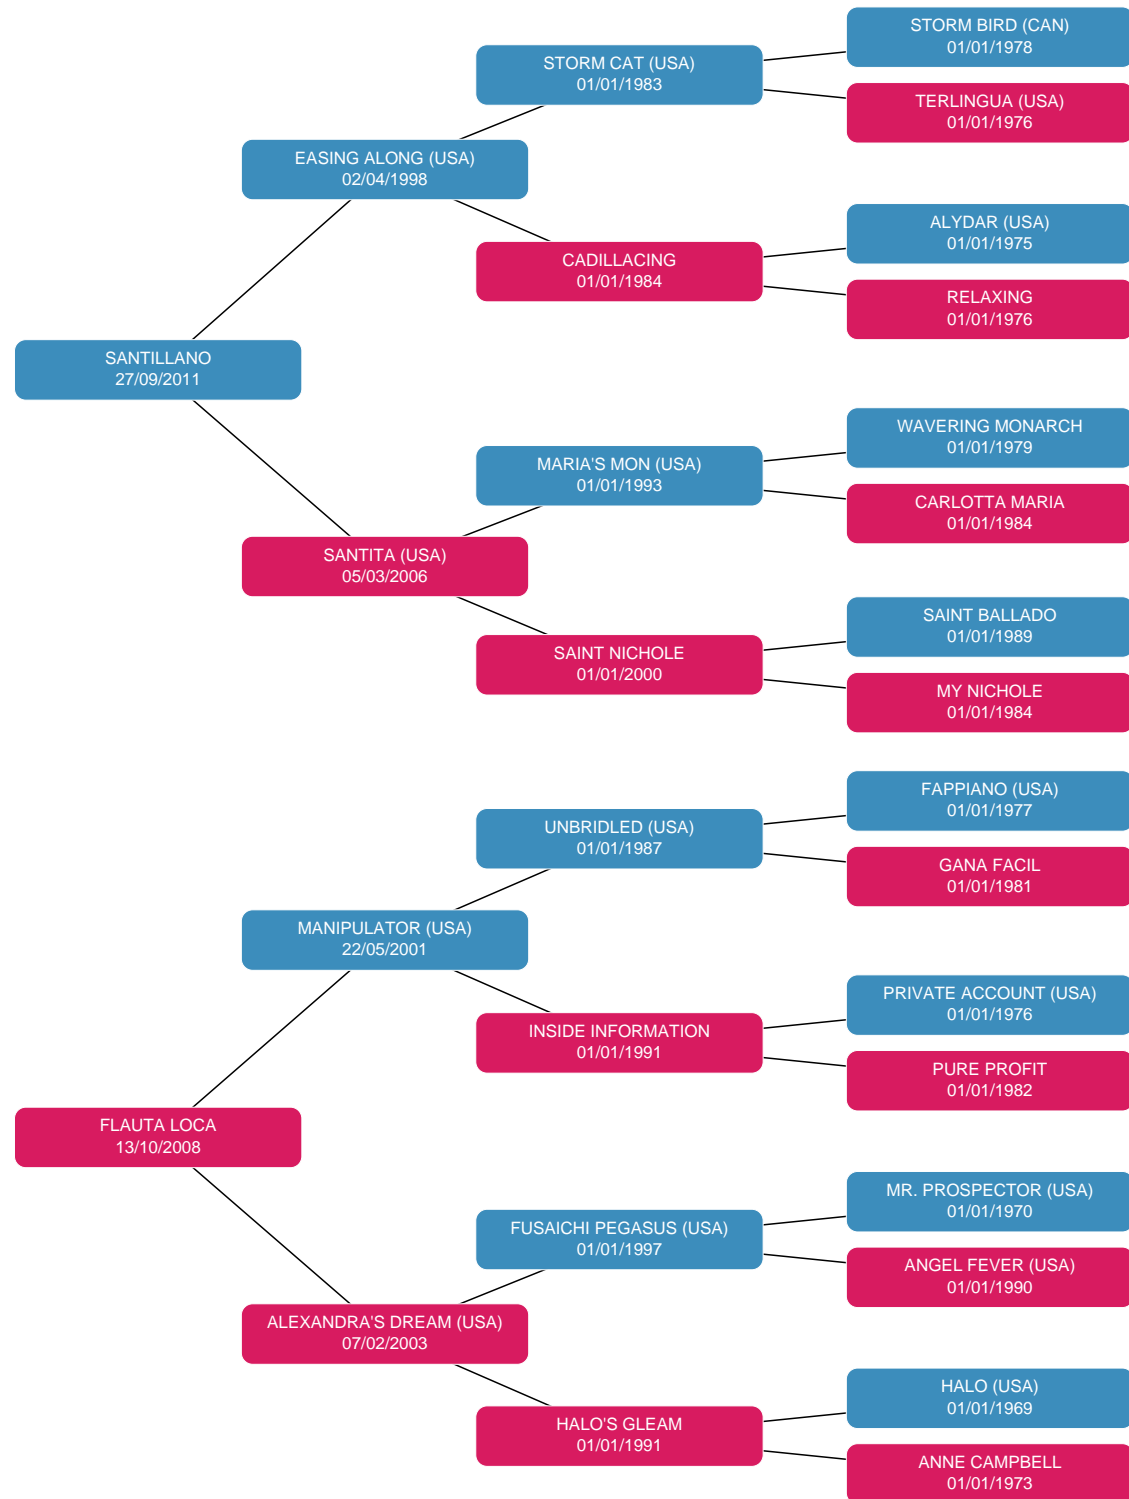 STORM BIRD (CAN)
01/01/1978
STORM CAT (USA)
01/01/1983
TERLINGUA (USA)
01/01/1976
EASING ALONG (USA)
02/04/1998
ALYDAR (USA)
01/01/1975
CADILLACING
01/01/1984
RELAXING
01/01/1976
SANTILLANO
27/09/2011
WAVERING MONARCH
01/01/1979
MARIA'S MON (USA)
01/01/1993
CARLOTTA MARIA
01/01/1984
SANTITA (USA)
05/03/2006
SAINT BALLADO
01/01/1989
SAINT NICHOLE
01/01/2000
MY NICHOLE
01/01/1984
FAPPIANO (USA)
01/01/1977
UNBRIDLED (USA)
01/01/1987
GANA FACIL
01/01/1981
MANIPULATOR (USA)
22/05/2001
PRIVATE ACCOUNT (USA)
01/01/1976
INSIDE INFORMATION
01/01/1991
PURE PROFIT
01/01/1982
FLAUTA LOCA
13/10/2008
MR. PROSPECTOR (USA)
01/01/1970
FUSAICHI PEGASUS (USA)
01/01/1997
ANGEL FEVER (USA)
01/01/1990
ALEXANDRA'S DREAM (USA)
07/02/2003
HALO (USA)
01/01/1969
HALO'S GLEAM
01/01/1991
ANNE CAMPBELL
01/01/1973